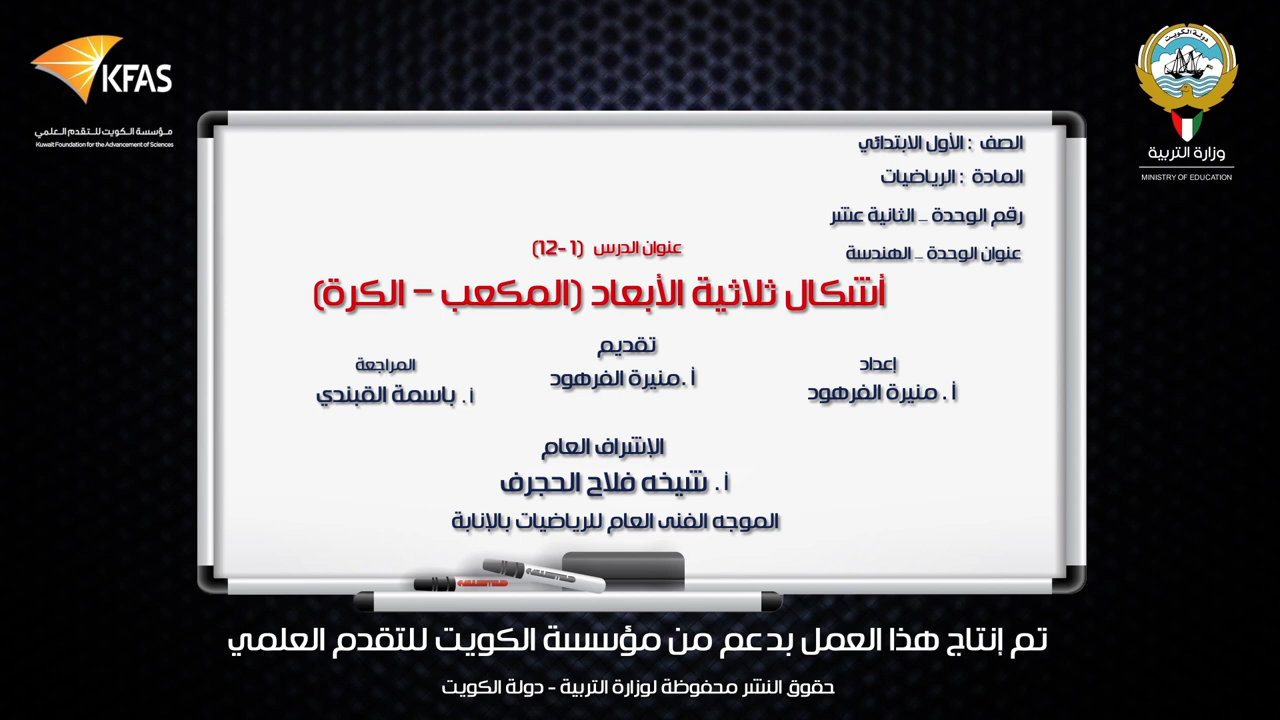 KFAS
مؤسسة الكويت للتقدم العلمي
Kuwait Foundation for the Advancement of Sciences
دولة الكويت
وزارة التربية
MINISTRY OF EDUCATION
الصف : الأول الابتدائي
المادة : الرياضيات
رقم الوحدة – الثانية عشر
عنوان الوحدة – الهندسة
عنوان الدرس (1 -12)
أشكال ثلاثية الأبعاد (المكعب – الكرة)
إعداد
أ . منيرة الفرهود
تقديم
أ .منيرة الفرهود
المراجعة
أ. باسمة القبندي
الإشراف العام
أ. شيخه فلاح الحجرف
الموجه الفنى العام للرياضيات بالإنابة
تم إنتاج هذا العمل بدعم من مؤسسة الكويت للتقدم العلمي
حقوق النشر محفوظة لوزارة التربية - دولة الكويت